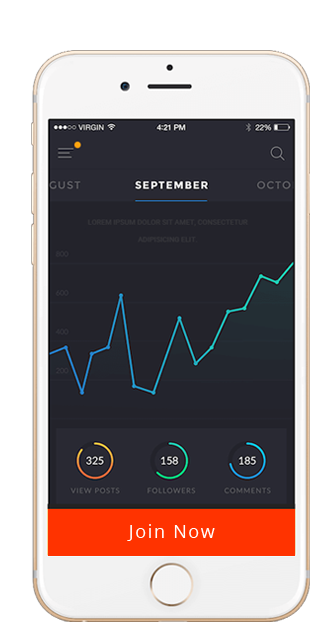 VIRGIN 4:21 PM 22%
GUST SEPTEMBER OCTO
LOREM IPSUM DOLOR SIT AMET, CONSECTETUR
ADIPISCING ELIT.
800
600
400
200
325 158 185
VIEW POSTS FOLLOWERS COMMENTS
Join Now